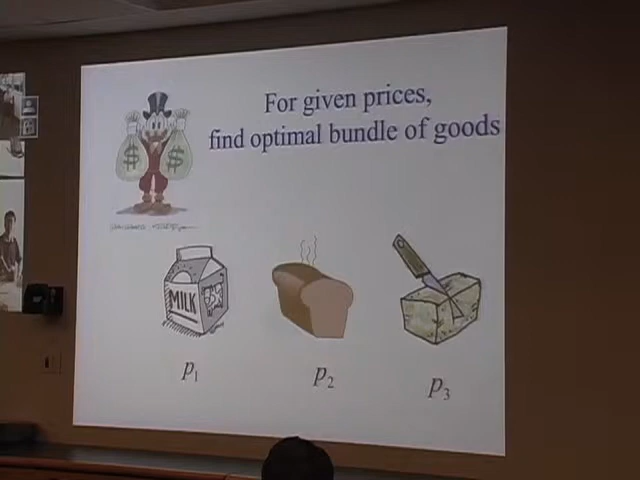 For given prices,
find optimal bundle of goods
$ $
MILK
p₁ p₂ p₃